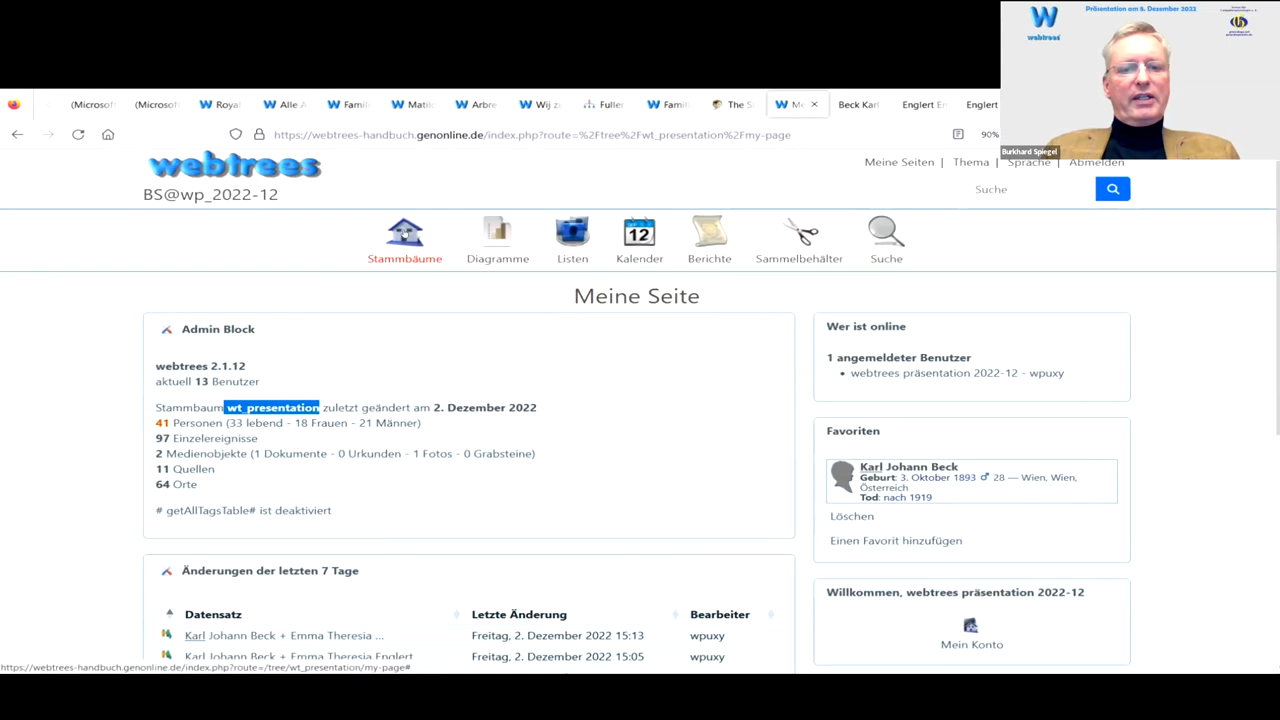 W
Präsentation am 8. Dezember 2022
webtrees
Burkhard Spiegel
(Microsoft
(Microsoft
Royal
Alle A
Famil
Matil
Arbre
Wij zi
Fuller
Famil
The S
Me
Beck Karl
Englert Em
Englert
https://webtrees-handbuch.genonline.de/index.php?route=%2Ftree%2Fwt_presentation%2Fmy-page
90%
webtrees
Meine Seiten | Thema | Sprache | Abmelden
BS@wp_2022-12
Suche
12
Stammbäume
Diagramme
Listen
Kalender
Berichte
Sammelbehälter
Suche
Meine Seite
Admin Block
webtrees 2.1.12
aktuell 13 Benutzer
Stammbaum wt_presentation zuletzt geändert am 2. Dezember 2022
41 Personen (33 lebend - 18 Frauen - 21 Männer)
97 Einzelereignisse
2 Medienobjekte (1 Dokumente - 0 Urkunden - 1 Fotos - 0 Grabsteine)
11 Quellen
64 Orte
# getAllTagsTable# ist deaktiviert
Wer ist online
1 angemeldeter Benutzer
• webtrees präsentation 2022-12 - wpuxy
Favoriten
Karl Johann Beck
Geburt: 3. Oktober 1893 ♂ 28 — Wien, Wien,
Österreich
Tod: nach 1919
Löschen
Einen Favorit hinzufügen
Änderungen der letzten 7 Tage
Datensatz
Letzte Änderung
Bearbeiter
Karl Johann Beck + Emma Theresia ...
Freitag, 2. Dezember 2022 15:13
wpuxy
Karl Johann Beck + Emma Theresia Englert
Freitag, 2. Dezember 2022 15:05
wpuxy
Willkommen, webtrees präsentation 2022-12
Mein Konto
https://webtrees-handbuch.genonline.de/index.php?route=/tree/wt_presentation/my-page#